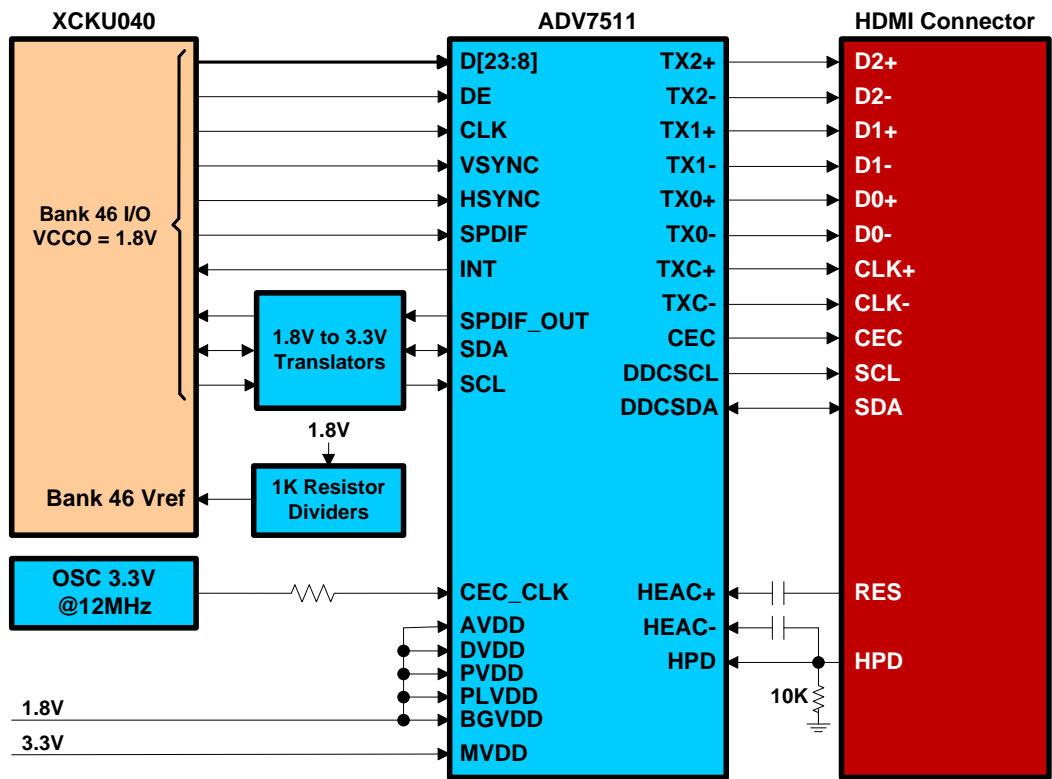 XCKU040
ADV7511
HDMI Connector
Bank 46 I/O
VCCO = 1.8V
Bank 46 Vref
1.8V to 3.3V
Translators
1.8V
1K Resistor
Dividers
OSC 3.3V
@12MHz
1.8V
3.3V
D[23:8]
DE
CLK
VSYNC
HSYNC
SPDIF
INT
SPDIF_OUT
SDA
SCL
CEC_CLK
AVDD
DVDD
PVDD
PLVDD
BGVDD
MVDD
TX2+
TX2-
TX1+
TX1-
TX0+
TX0-
TXC+
TXC-
CEC
DDCSCL
DDCSDA
HEAC+
HEAC-
HPD
10K
D2+
D2-
D1+
D1-
D0+
D0-
CLK+
CLK-
CEC
SCL
SDA
RES
HPD